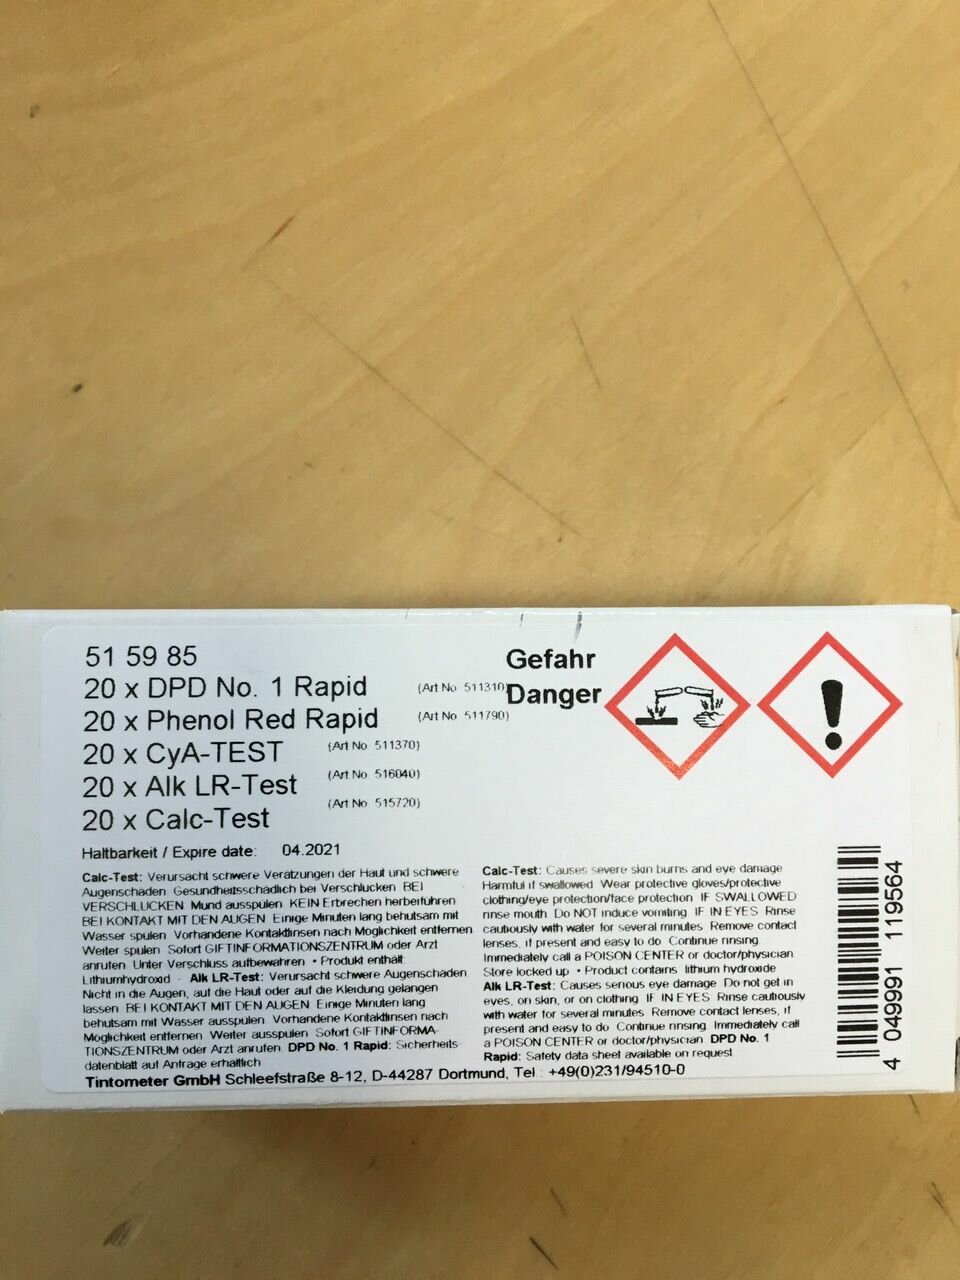 51 59 85
20 x DPD No. 1 Rapid (Art No 511310)
20 x Phenol Red Rapid (Art No 511790)
20 x CyA-TEST (Art No 511370)
20 x Alk LR-Test (Art No 516040)
20 x Calc-Test (Art No 515720)
Gefahr
Danger
Haltbarkeit / Expire date: 04.2021
Calc-Test: Verursacht schwere Verätzungen der Haut und schwere
Augenschäden Gesundheitsschädlich bei Verschlucken BEI
VERSCHLUCKEN Mund ausspülen KEIN Erbrechen herbeiführen
BEI KONTAKT MIT DEN AUGEN Einige Minuten lang behutsam mit
Wasser spülen Vorhandene Kontaktlinsen nach Möglichkeit entfernen
Weiter spülen Sofort GIFTINFORMATIONSZENTRUM oder Arzt
anrufen Unter Verschluss aufbewahren • Produkt enthält
Lithiumhydroxid - Alk LR-Test: Verursacht schwere Augenschäden
Nicht in die Augen, auf die Haut oder auf die Kleidung gelangen
lassen BEI KONTAKT MIT DEN AUGEN Einige Minuten lang
behutsam mit Wasser ausspülen Vorhandene Kontaktlinsen nach
Möglichkeit entfernen Weiter ausspülen Sofort GIFTINFORMA-
TIONSZENTRUM oder Arzt anrufen DPD No. 1 Rapid: Sicherheits-
datenblatt auf Anfrage erhältlich
Calc-Test: Causes severe skin burns and eye damage
Harmful if swallowed Wear protective gloves/protective
clothing/eye protection/face protection IF SWALLOWED
rinse mouth Do NOT induce vomiting IF IN EYES Rinse
cautiously with water for several minutes Remove contact
lenses, if present and easy to do Continue rinsing
Immediately call a POISON CENTER or doctor/physician
Store locked up • Product contains lithium hydroxide
Alk LR-Test: Causes serious eye damage Do not get in
eyes, on skin, or on clothing IF IN EYES Rinse cautiously
with water for several minutes Remove contact lenses, if
present and easy to do Continue rinsing Immediately call
a POISON CENTER or doctor/physician DPD No. 1
Rapid: Safety data sheet available on request
Tintometer GmbH Schleefstraße 8-12, D-44287 Dortmund, Tel : +49(0)231/94510-0
4 049991 119564